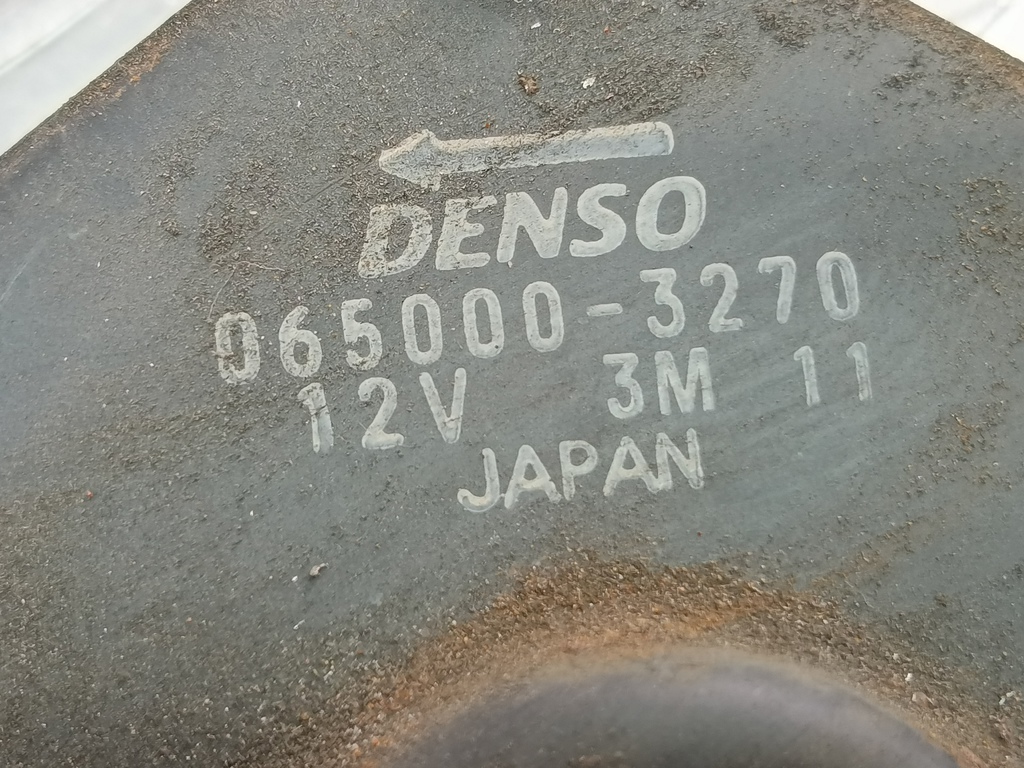 DENSO
065000-3270
12V 3M 11
JAPAN